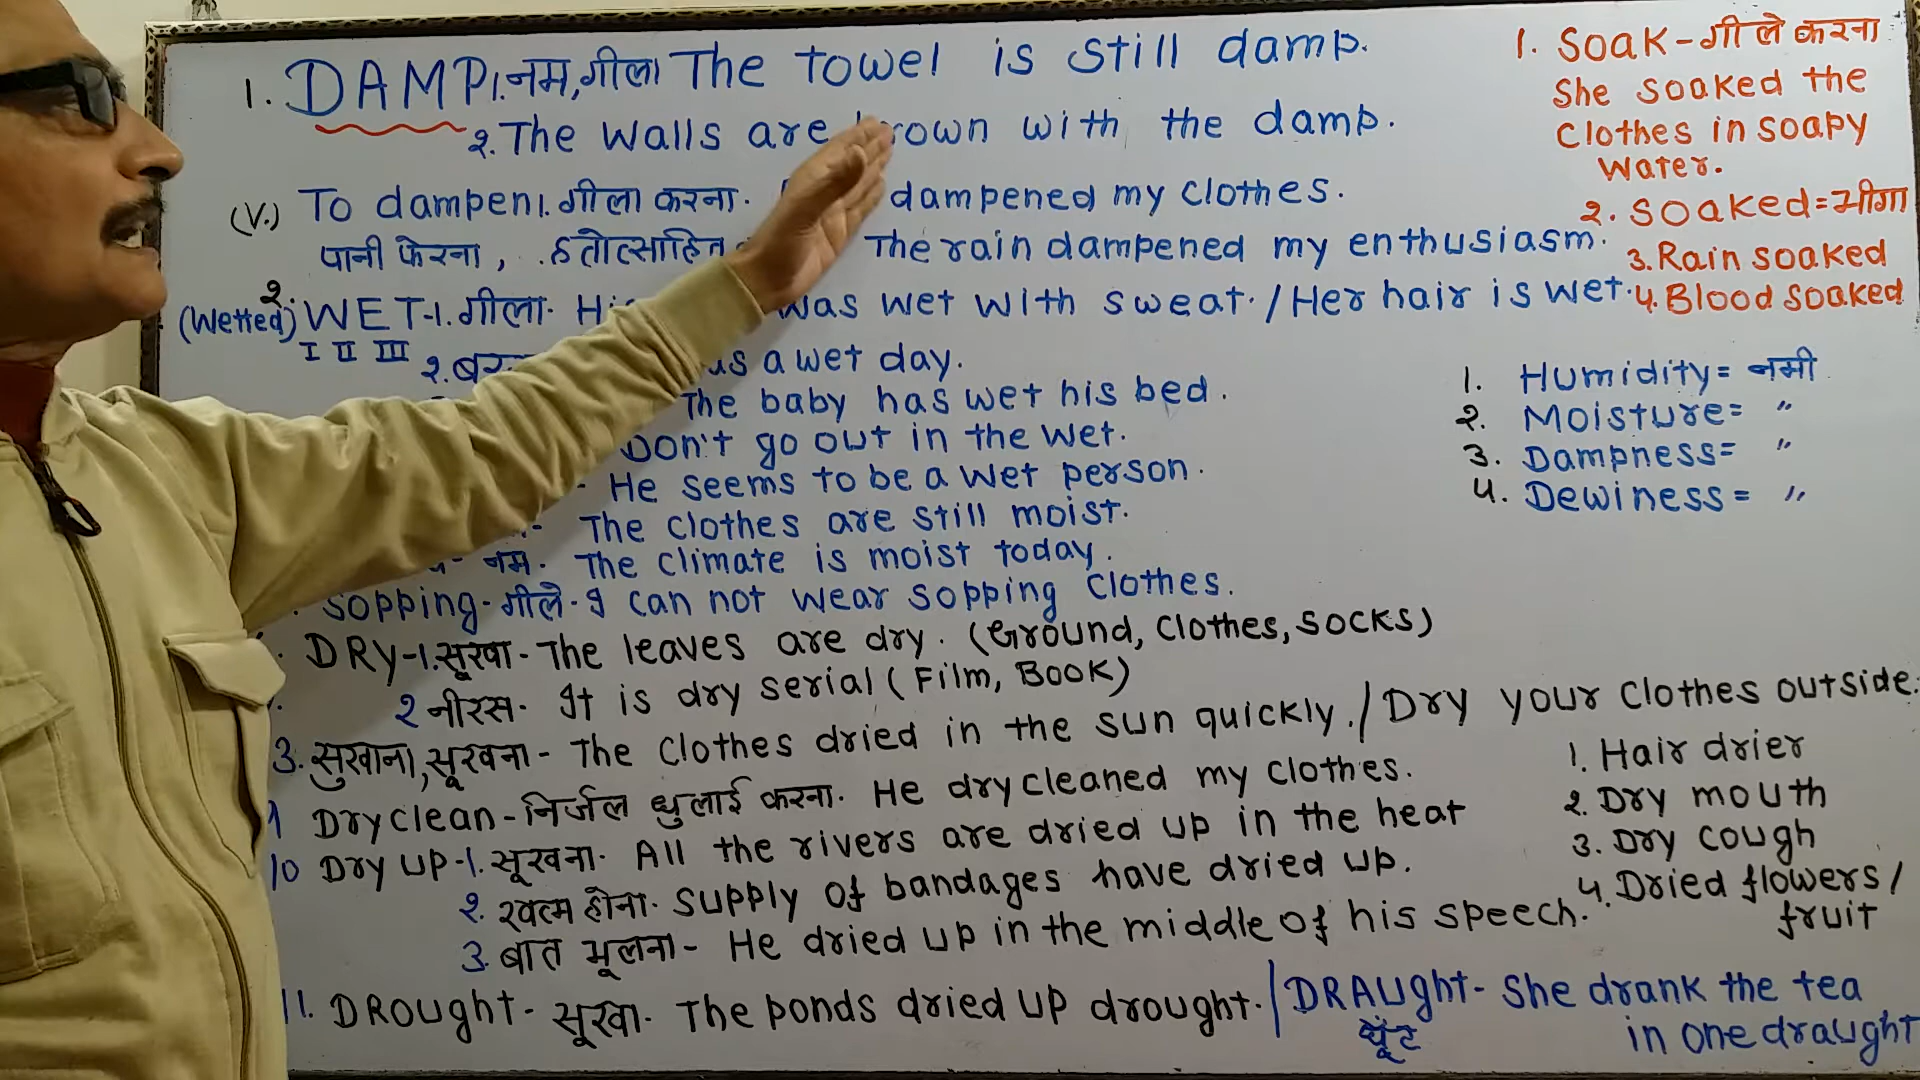 1. DAMP 1. नम, गीला The towel is still damp.
2. The walls are brown with the damp.
(V.) To dampen 1. गीला करना. dampened my clothes.
पानी फेरना, हतोत्साहित The rain dampened my enthusiasm.
2. (Wetted) WET-1. गीला. was wet with sweat. / Her hair is wet.
I II III
2. a wet day.
The baby has wet his bed.
Don't go out in the wet.
- He seems to be a wet person.
- The clothes are still moist.
- नम. The climate is moist today.
Sopping-गीले-I can not wear sopping clothes.
DRY-1. सूखा-The leaves are dry. (Ground, Clothes, Socks)
2 नीरस- It is dry serial (Film, Book)
3. सुखाना, सूखना - The clothes dried in the sun quickly. / Dry your clothes outside.
Dryclean-निर्जल धुलाई करना. He drycleaned my clothes.
10 Dry up-1. सूखना. All the rivers are dried up in the heat
2. खत्म होना. Supply of bandages have dried up.
3. बात भूलना- He dried up in the middle of his speech.
11. DROUGHT- सूखा. The ponds dried up drought. / DRAUGHT- She drank the tea
घूंट in one draught
1. SOAK-गीले करना
She soaked the
clothes in soapy
water.
2. SOAKED=भीगा
3. Rain soaked
4. Blood soaked
1. Humidity= नमी
2. Moisture= "
3. Dampness= "
4. Dewiness= "
1. Hair drier
2. Dry mouth
3. Dry cough
4. Dried flowers/
fruit